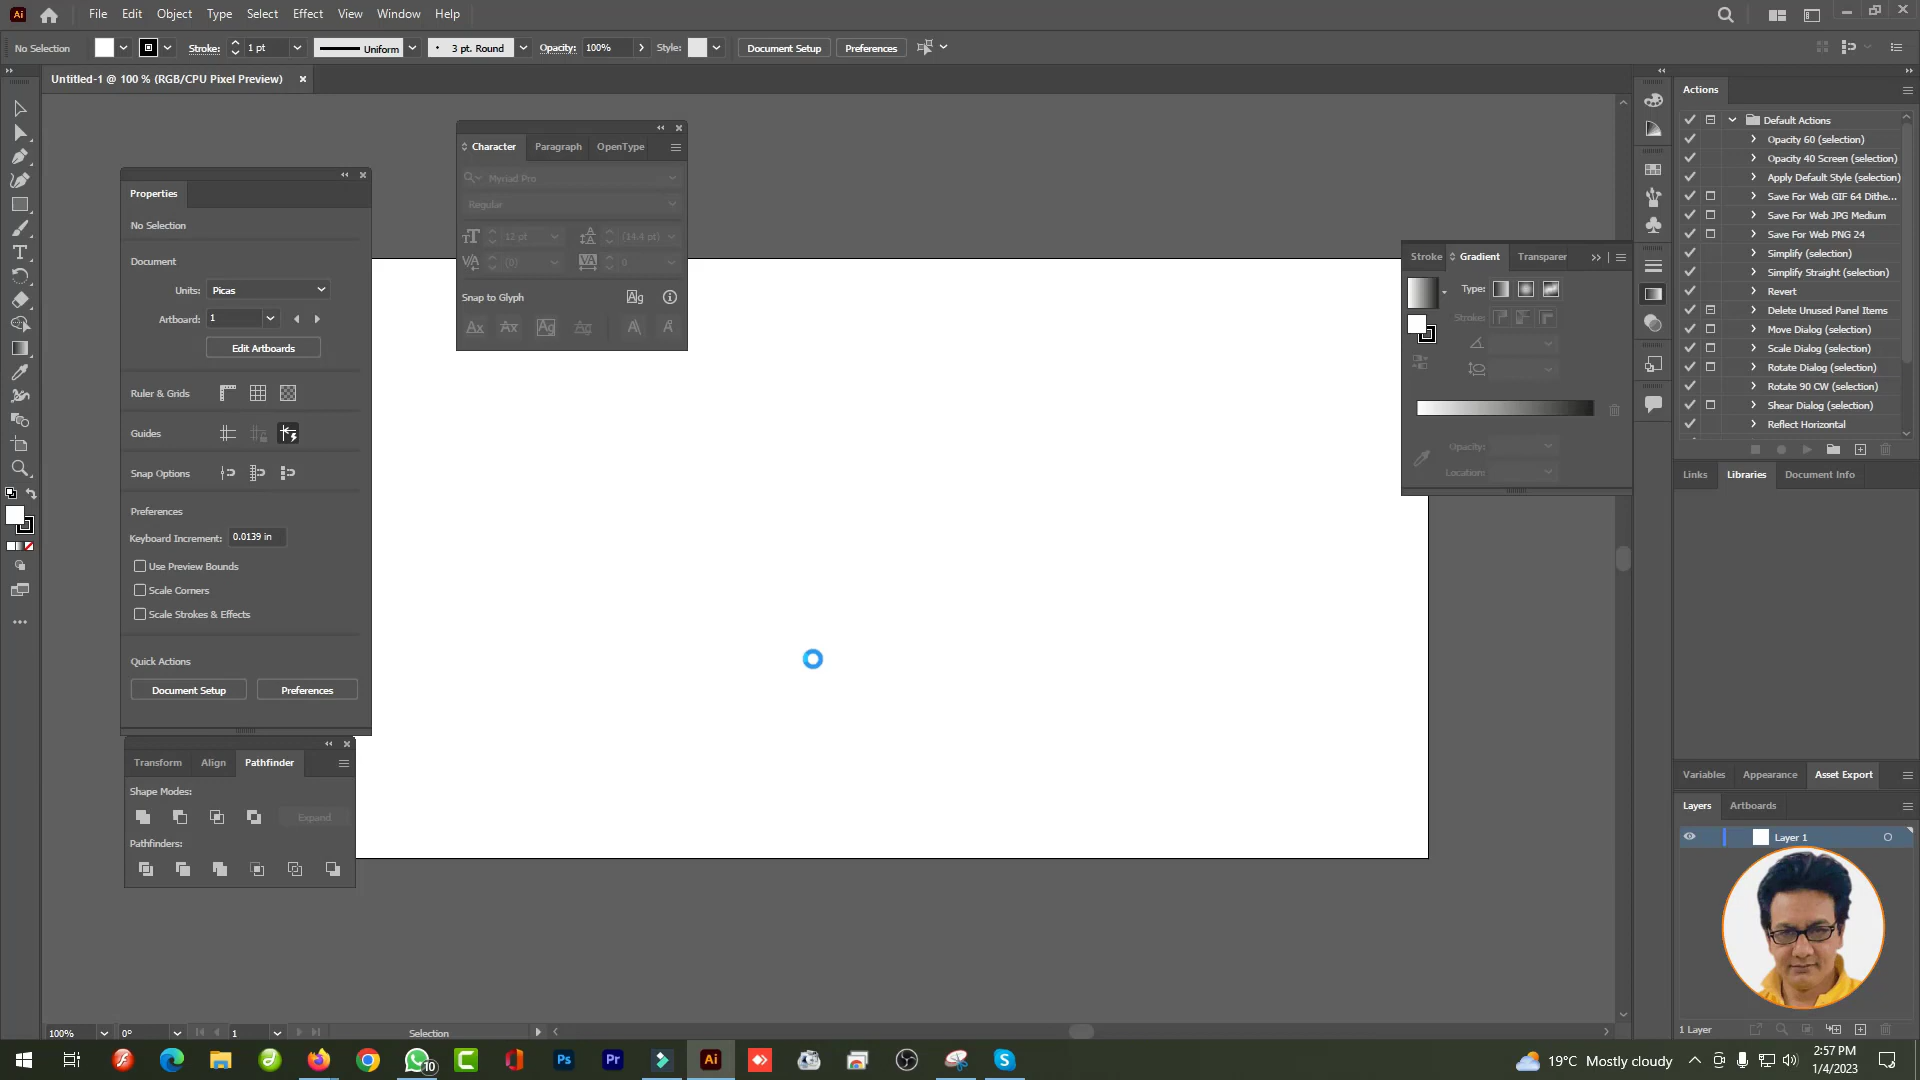 Ai File Edit Object Type Select Effect View Window Help
No Selection Stroke: 1 pt Uniform 3 pt. Round Opacity: 100% Style: Document Setup Preferences
Untitled-1 @ 100 % (RGB/CPU Pixel Preview)
Properties
No Selection
Document
Units: Picas
Artboard: 1
Edit Artboards
Ruler & Grids
Guides
Snap Options
Preferences
Keyboard Increment: 0.0139 in
Use Preview Bounds
Scale Corners
Scale Strokes & Effects
Quick Actions
Document Setup Preferences
Transform Align Pathfinder
Shape Modes:
Expand
Pathfinders:
Character Paragraph OpenType
Myriad Pro
Regular
12 pt (14.4 pt)
(0) 0
Snap to Glyph
Stroke Gradient Transparer
Type:
Stroke:
Opacity:
Location:
Actions
Default Actions
Opacity 60 (selection)
Opacity 40 Screen (selection)
Apply Default Style (selection)
Save For Web GIF 64 Dithe...
Save For Web JPG Medium
Save For Web PNG 24
Simplify (selection)
Simplify Straight (selection)
Revert
Delete Unused Panel Items
Move Dialog (selection)
Scale Dialog (selection)
Rotate Dialog (selection)
Rotate 90 CW (selection)
Shear Dialog (selection)
Reflect Horizontal
Links Libraries Document Info
Variables Appearance Asset Export
Layers Artboards
Layer 1
1 Layer
100% 0° 1 Selection
10 Ps Pr Ai 19°C Mostly cloudy 2:57 PM
1/4/2023